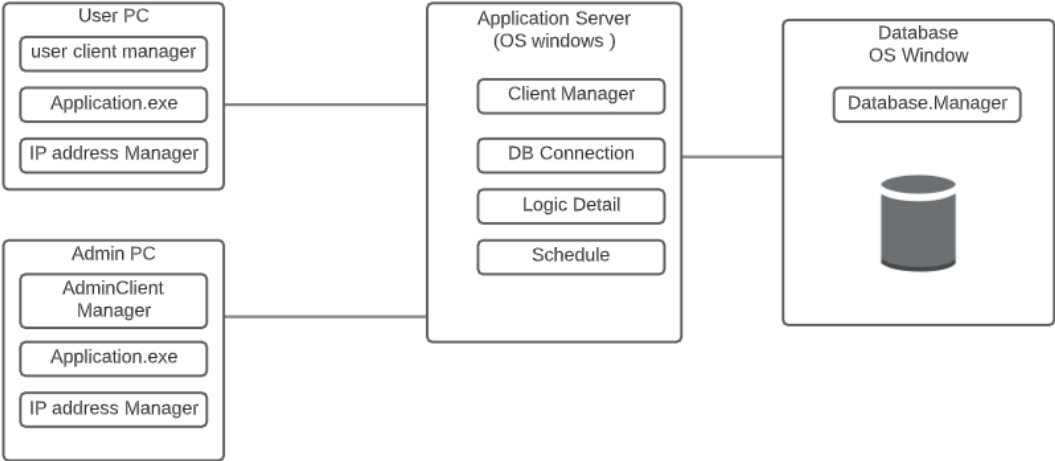 User PC
user client manager
Application.exe
IP address Manager
Admin PC
AdminClient
Manager
Application.exe
IP address Manager
Application Server
(OS windows )
Client Manager
DB Connection
Logic Detail
Schedule
Database
OS Window
Database.Manager